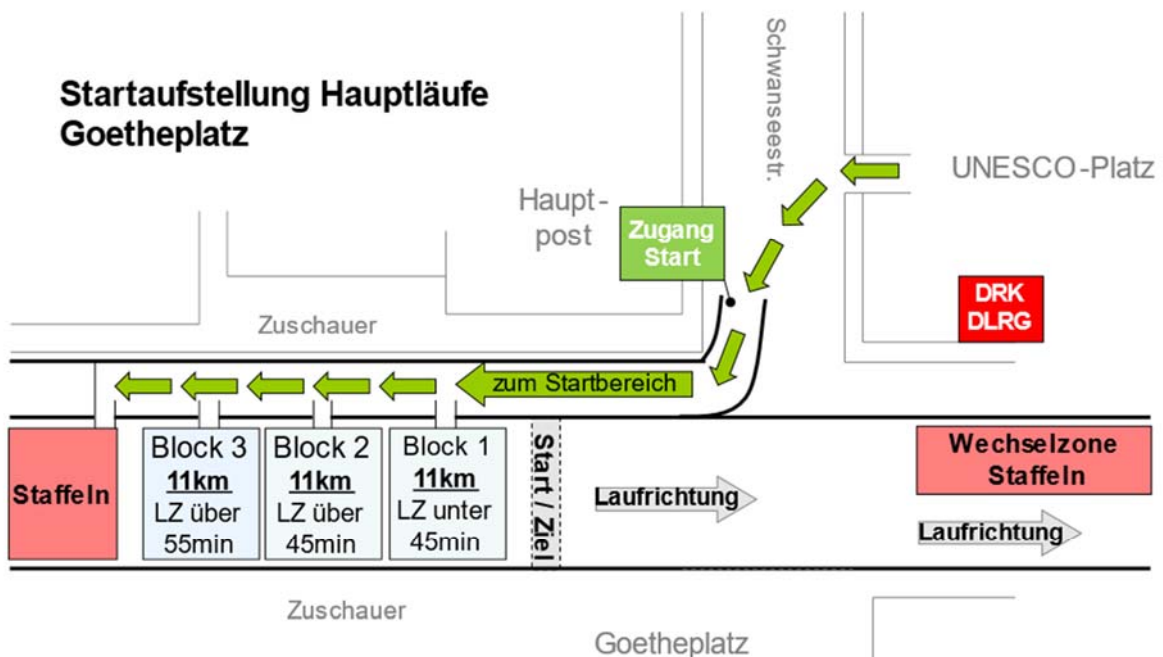 Startaufstellung Hauptläufe
Goetheplatz
Schwanseestr.
UNESCO-Platz
Haupt-
post
Zugang
Start
DRK
DLRG
Zuschauer
zum Startbereich
Staffeln
Block 3
11km
LZ über
55min
Block 2
11km
LZ über
45min
Block 1
11km
LZ unter
45min
Start / Ziel
Laufrichtung
Wechselzone
Staffeln
Laufrichtung
Zuschauer
Goetheplatz